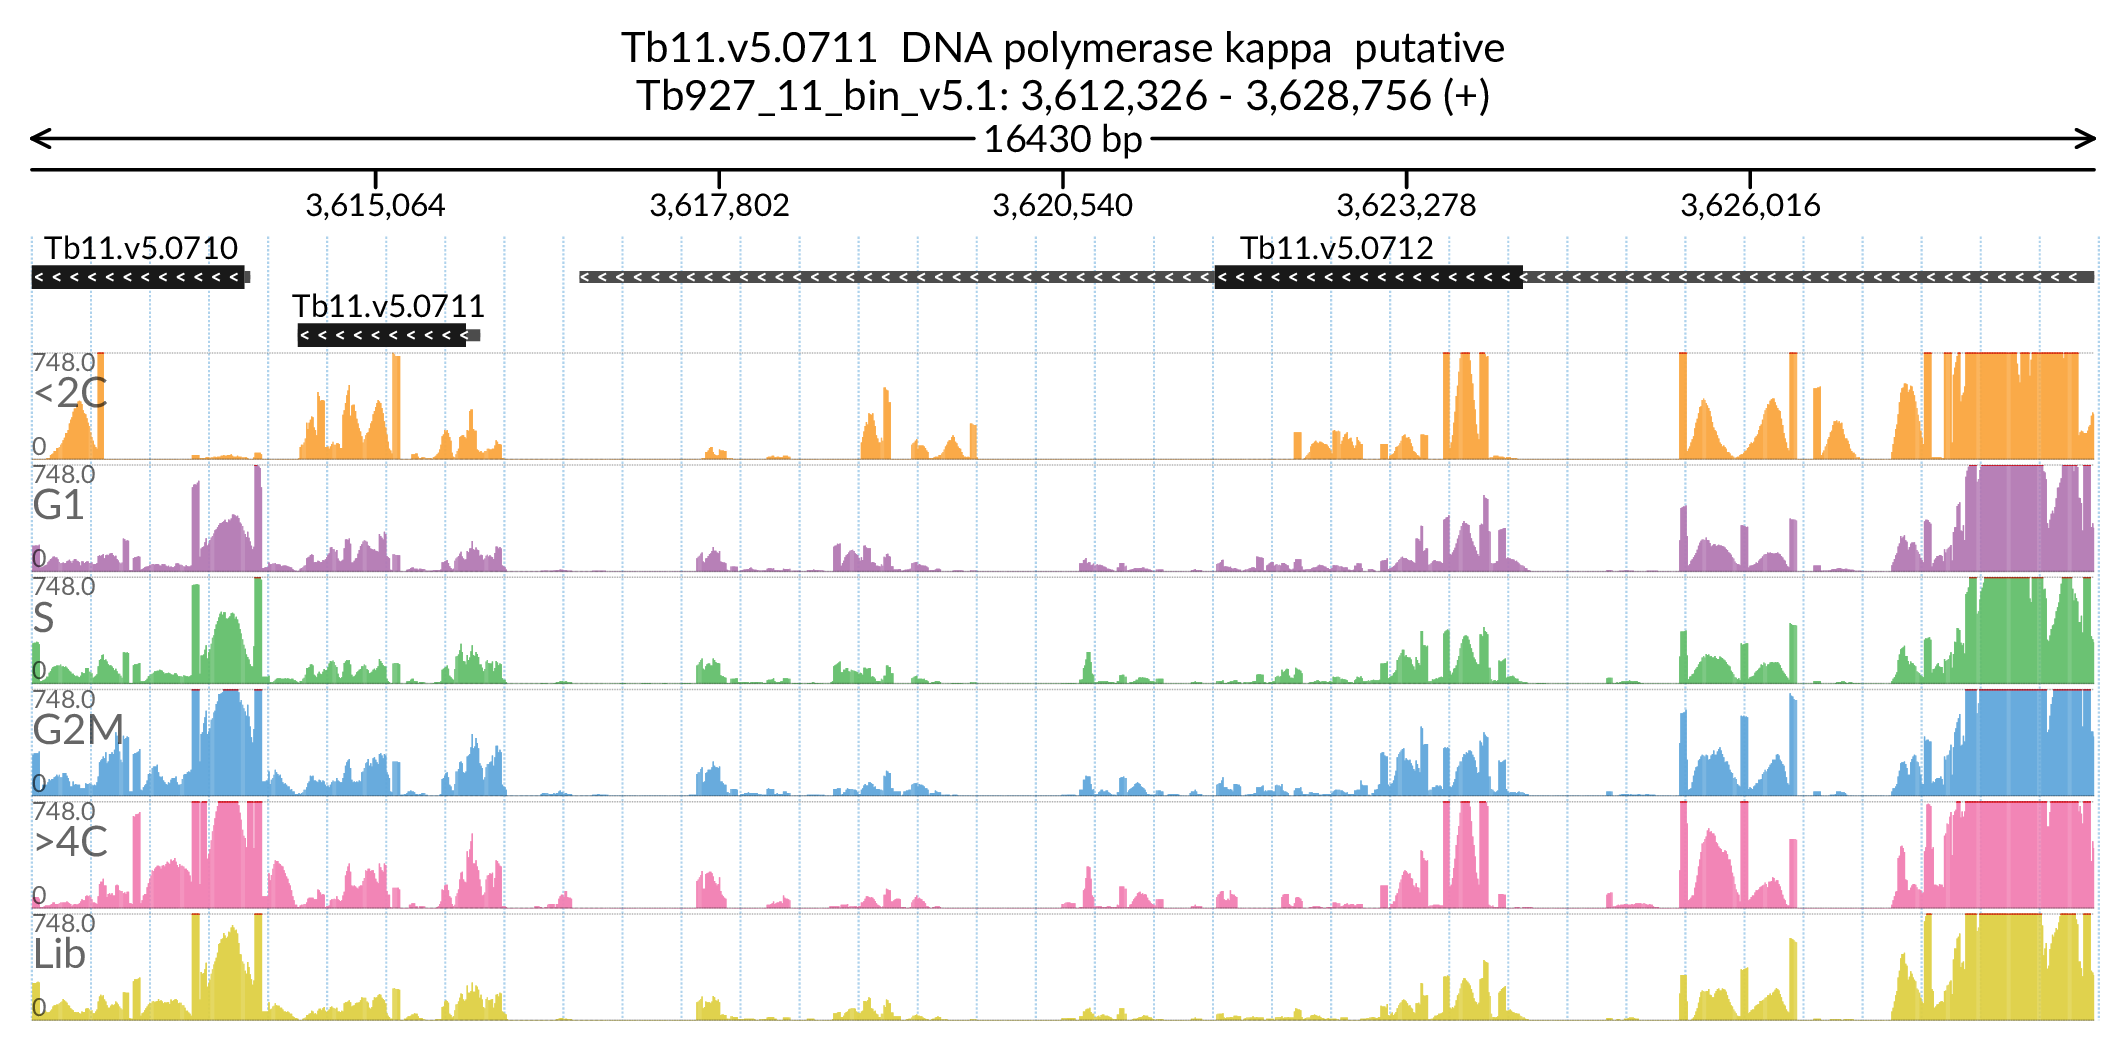 Tb11.v5.0711  DNA polymerase kappa  putative
Tb927_11_bin_v5.1: 3,612,326 - 3,628,756 (+)
16430 bp
3,615,064 3,617,802 3,620,540 3,623,278 3,626,016
Tb11.v5.0710 Tb11.v5.0712
Tb11.v5.0711
748.0
<2C
0
748.0
G1
0
748.0
S
0
748.0
G2M
0
748.0
>4C
0
748.0
Lib
0